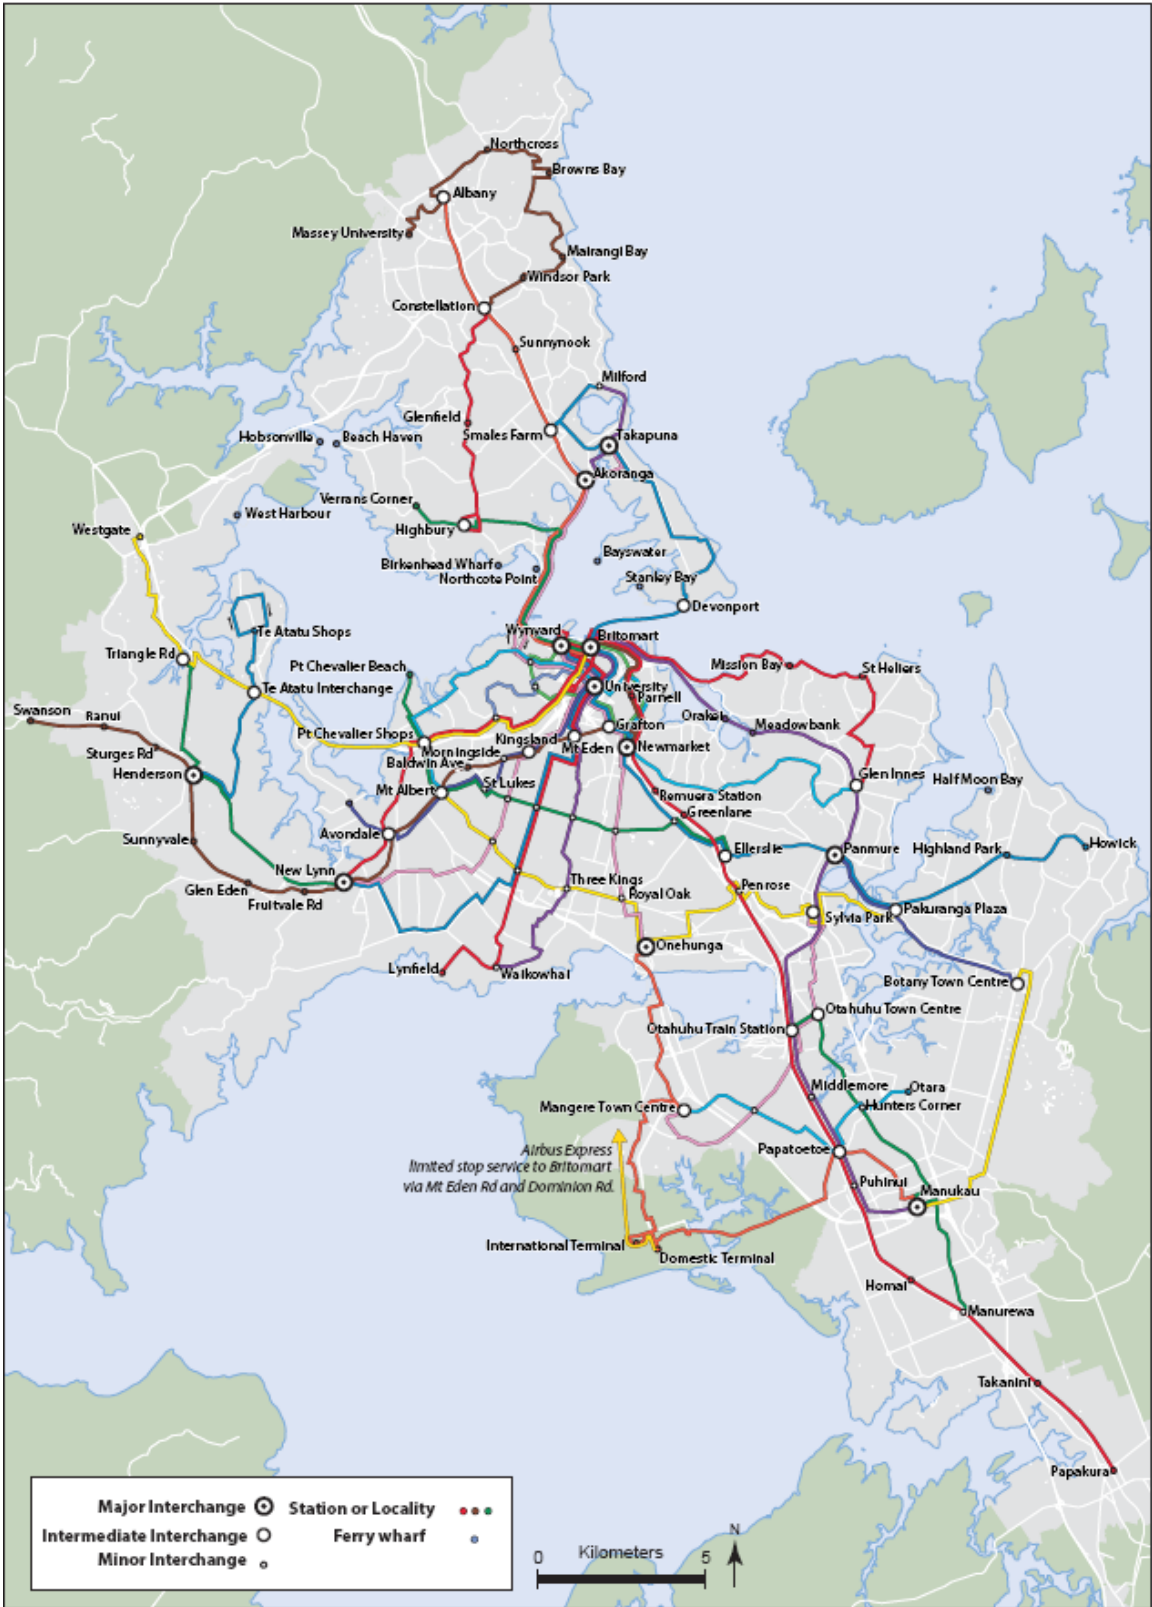 Northcross
Browns Bay
Albany
Massey University
Mairangi Bay
Windsor Park
Constellation
Sunnynook
Milford
Glenfield
Smales Farm
Takapuna
Hobsonville
Beach Haven
Akoranga
Verrans Corner
West Harbour
Highbury
Westgate
Bayswater
Birkenhead Wharf
Northcote Point
Stanley Bay
Devonport
Te Atatu Shops
Wynyard
Britomart
Triangle Rd
Pt Chevalier Beach
Mission Bay
St Heliers
Te Atatu Interchange
University
Parnell
Swanson
Ranui
Orakei
Meadowbank
Pt Chevalier Shops
Grafton
Sturges Rd
Morningside
Kingsland
Mt Eden
Newmarket
Henderson
Baldwin Ave
Glen Innes
Half Moon Bay
Mt Albert
St Lukes
Remuera Station
Greenlane
Avondale
Sunnyvale
Ellerslie
Panmure
Highland Park
Howick
New Lynn
Glen Eden
Fruitvale Rd
Three Kings
Royal Oak
Penrose
Sylvia Park
Pakuranga Plaza
Onehunga
Lynfield
Waikowhai
Botany Town Centre
Otahuhu Town Centre
Otahuhu Train Station
Middlemore
Otara
Mangere Town Centre
Hunters Corner
Airbus Express
limited stop service to Britomart
via Mt Eden Rd and Dominion Rd.
Papatoetoe
Puhinui
Manukau
International Terminal
Domestic Terminal
Homai
Manurewa
Takanini
Papakura
Major Interchange
Station or Locality
Intermediate Interchange
Ferry wharf
Minor Interchange
0 Kilometers 5
N